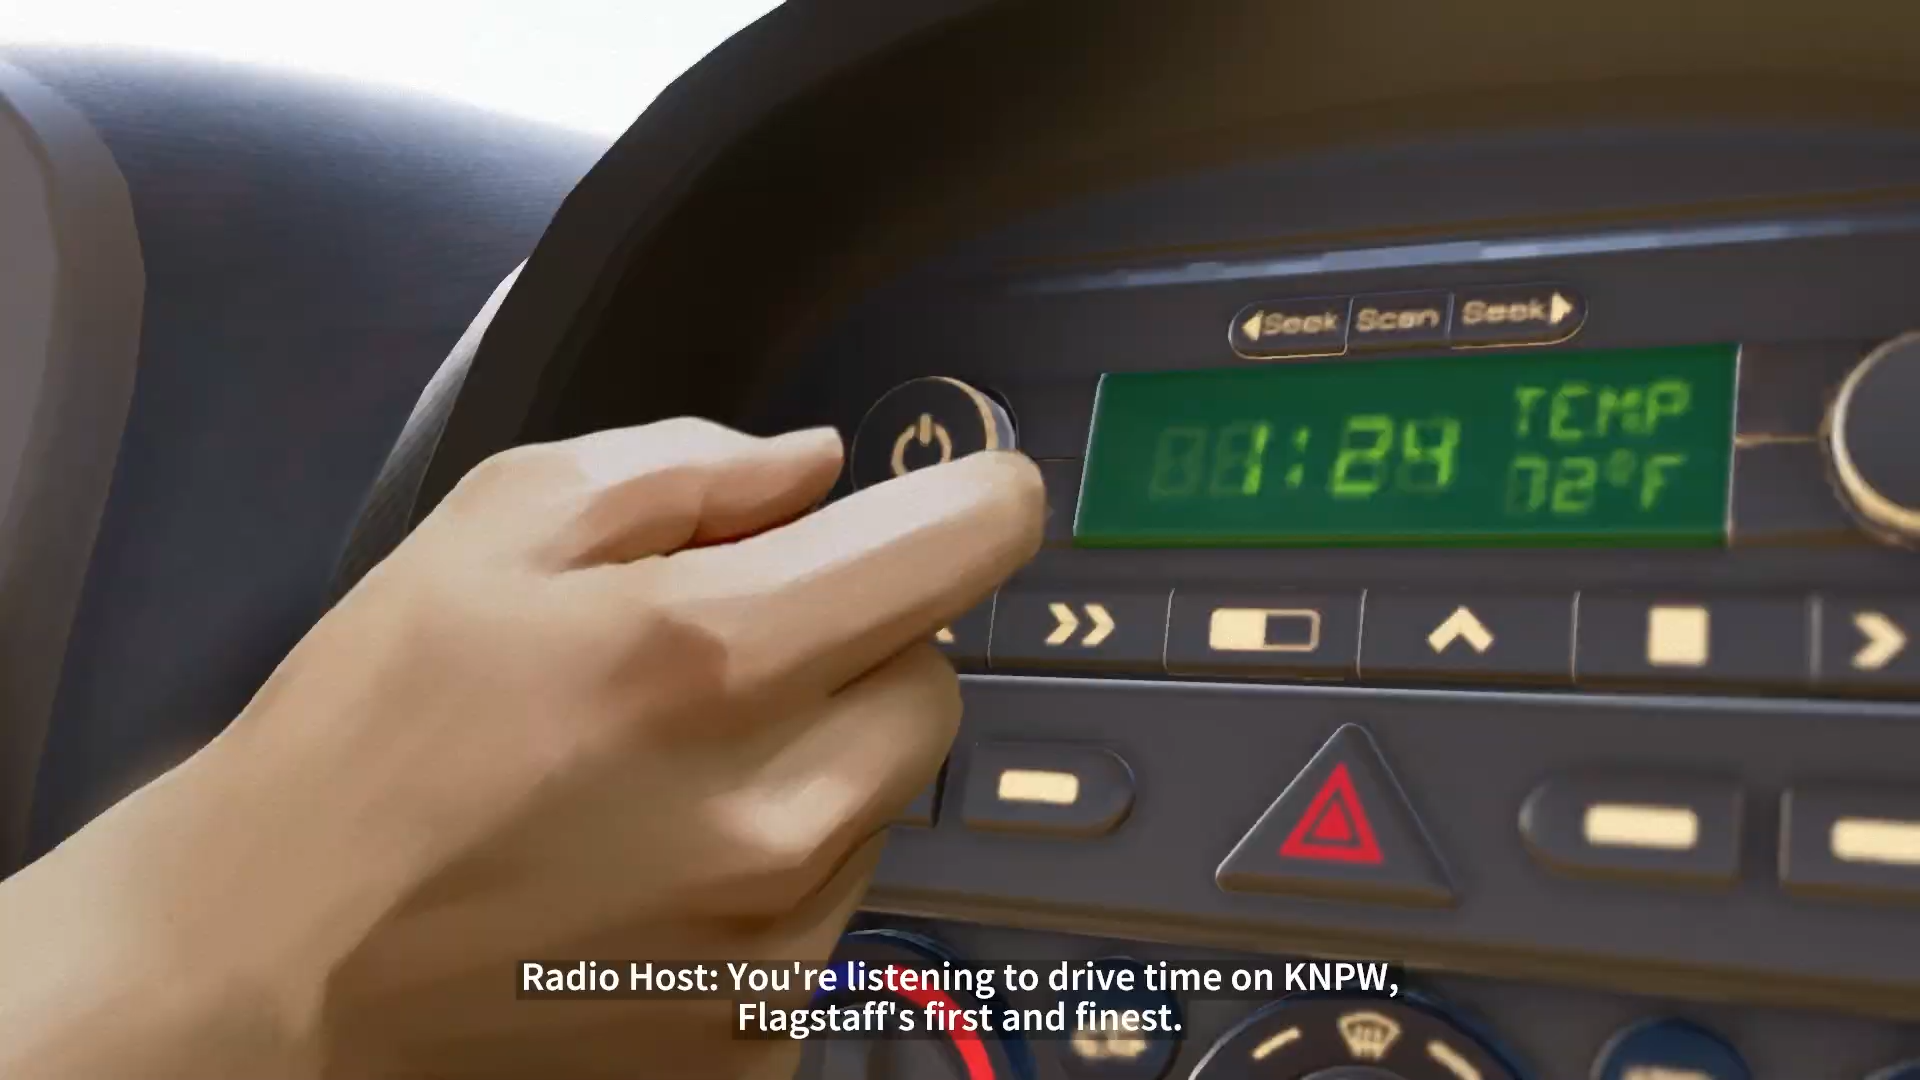 Seek Scan Seek
1:24
TEMP
72°F
Radio Host: You're listening to drive time on KNPW,
Flagstaff's first and finest.